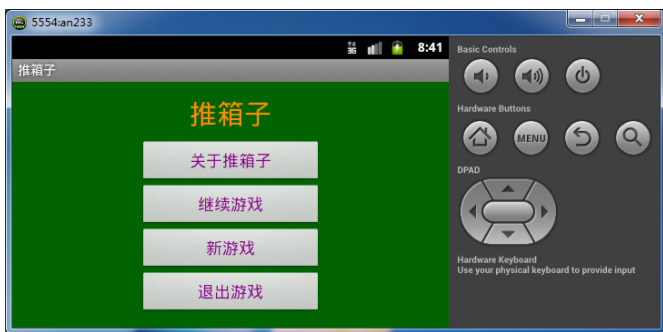 5554:an233
3G 8:41
推箱子
推箱子
关于推箱子
继续游戏
新游戏
退出游戏
Basic Controls
Hardware Buttons
MENU
DPAD
Hardware Keyboard
Use your physical keyboard to provide input